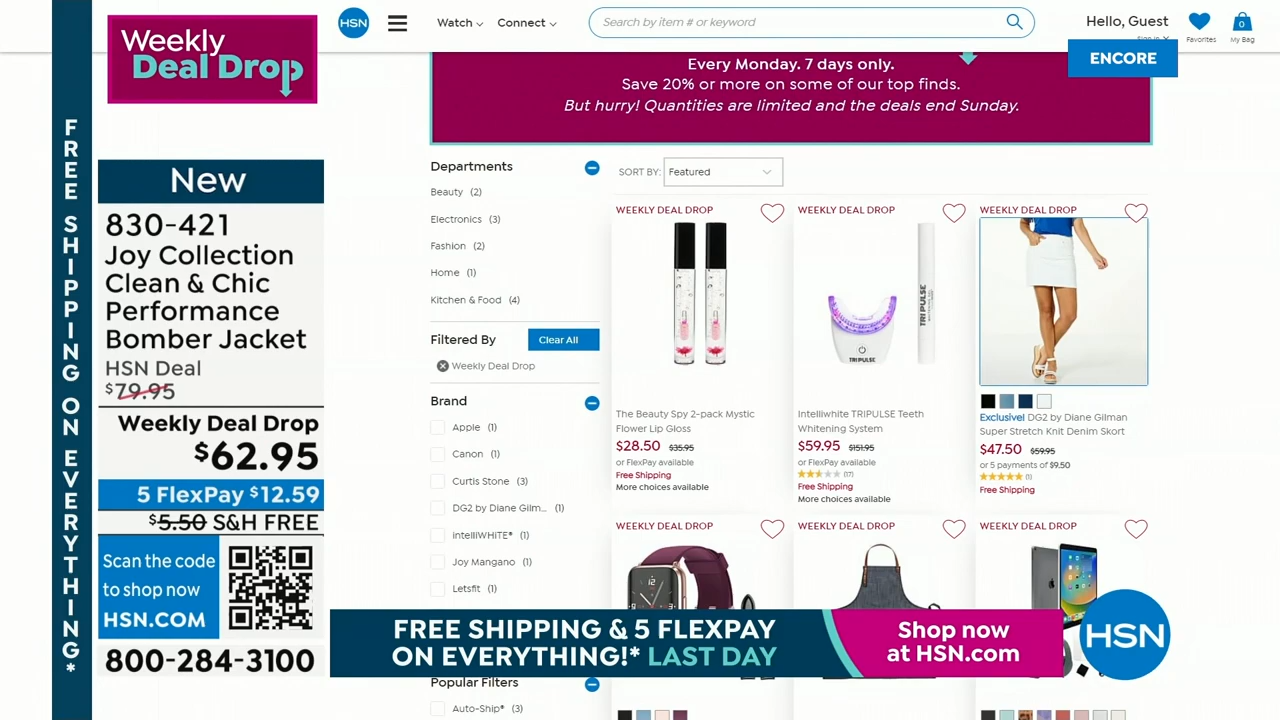 FREE SHIPPING ON EVERYTHING!*
Weekly
Deal Drop
New
830-421
Joy Collection
Clean & Chic
Performance
Bomber Jacket
HSN Deal
$79.95
Weekly Deal Drop
$62.95
5 FlexPay $12.59
$5.50 S&H FREE
Scan the code
to shop now
HSN.COM
800-284-3100
HSN
Watch
Connect
Search by item # or keyword
Hello, Guest
Sign In
Favorites
0
My Bag
ENCORE
Every Monday. 7 days only.
Save 20% or more on some of our top finds.
But hurry! Quantities are limited and the deals end Sunday.
Departments
Beauty (2)
Electronics (3)
Fashion (2)
Home (1)
Kitchen & Food (4)
Filtered By
Clear All
Weekly Deal Drop
Brand
Apple (1)
Canon (1)
Curtis Stone (3)
DG2 by Diane Gilm... (1)
intelliWHITE® (1)
Joy Mangano (1)
Letsfit (1)
Popular Filters
Auto-Ship® (3)
SORT BY: Featured
WEEKLY DEAL DROP
The Beauty Spy 2-pack Mystic
Flower Lip Gloss
$28.50 $35.95
or FlexPay available
Free Shipping
More choices available
WEEKLY DEAL DROP
TRIPULSE
TRIPULSE
Intelliwhite TRIPULSE Teeth
Whitening System
$59.95 $151.95
or FlexPay available
(17)
Free Shipping
More choices available
WEEKLY DEAL DROP
Exclusive! DG2 by Diane Gilman
Super Stretch Knit Denim Skort
$47.50 $59.95
or 5 payments of $9.50
(1)
Free Shipping
WEEKLY DEAL DROP
WEEKLY DEAL DROP
WEEKLY DEAL DROP
FREE SHIPPING & 5 FLEXPAY
ON EVERYTHING!* LAST DAY
Shop now
at HSN.com
HSN